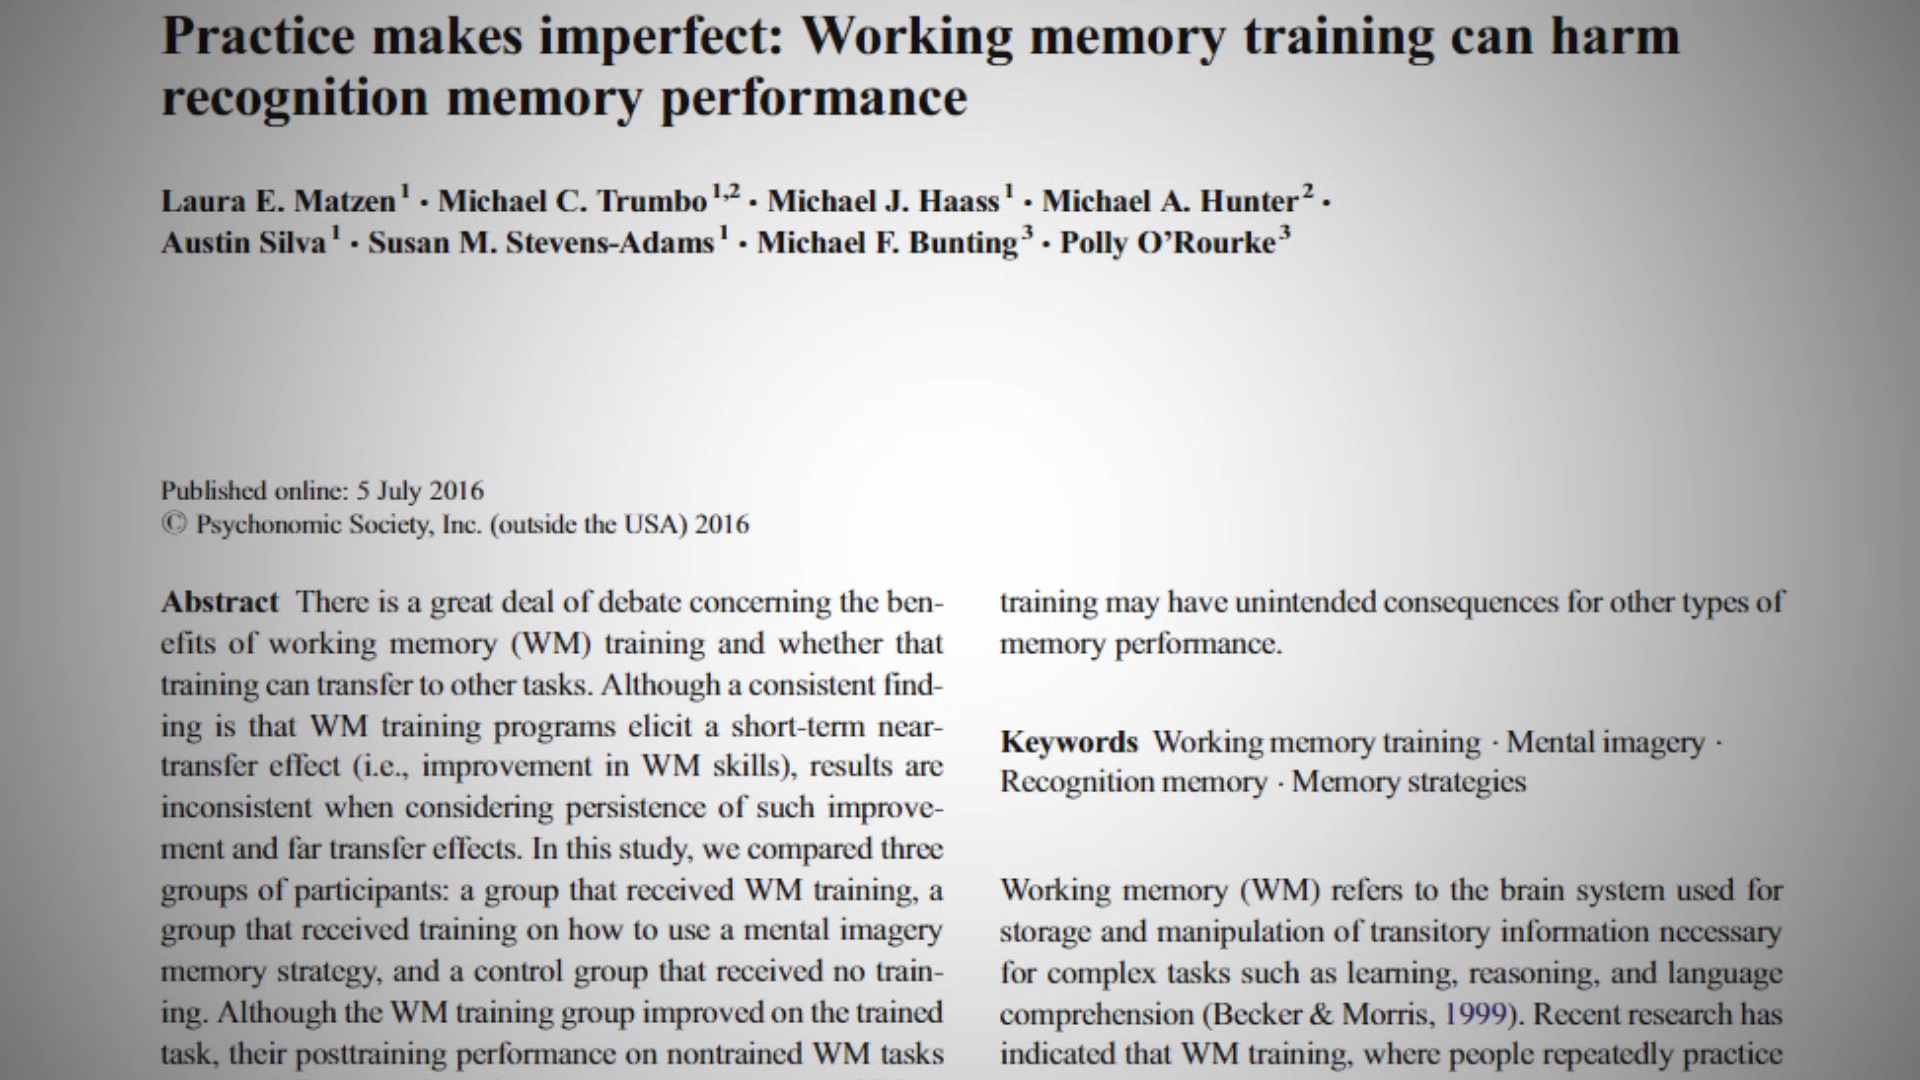 Practice makes imperfect: Working memory training can harm
recognition memory performance
Laura E. Matzen1 · Michael C. Trumbo1,2 · Michael J. Haass1 · Michael A. Hunter2 ·
Austin Silva1 · Susan M. Stevens-Adams1 · Michael F. Bunting3 · Polly O’Rourke3
Published online: 5 July 2016
© Psychonomic Society, Inc. (outside the USA) 2016
Abstract There is a great deal of debate concerning the ben-
efits of working memory (WM) training and whether that
training can transfer to other tasks. Although a consistent find-
ing is that WM training programs elicit a short-term near-
transfer effect (i.e., improvement in WM skills), results are
inconsistent when considering persistence of such improve-
ment and far transfer effects. In this study, we compared three
groups of participants: a group that received WM training, a
group that received training on how to use a mental imagery
memory strategy, and a control group that received no train-
ing. Although the WM training group improved on the trained
task, their posttraining performance on nontrained WM tasks
training may have unintended consequences for other types of
memory performance.
Keywords Working memory training · Mental imagery ·
Recognition memory · Memory strategies
Working memory (WM) refers to the brain system used for
storage and manipulation of transitory information necessary
for complex tasks such as learning, reasoning, and language
comprehension (Becker & Morris, 1999). Recent research has
indicated that WM training, where people repeatedly practice